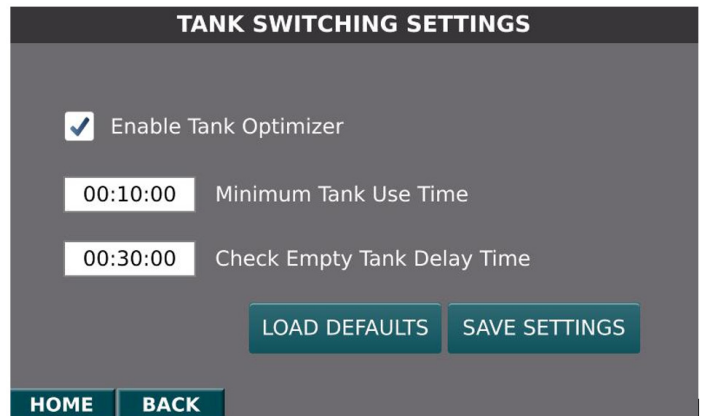 TANK SWITCHING SETTINGS
Enable Tank Optimizer
00:10:00 Minimum Tank Use Time
00:30:00 Check Empty Tank Delay Time
LOAD DEFAULTS SAVE SETTINGS
HOME BACK